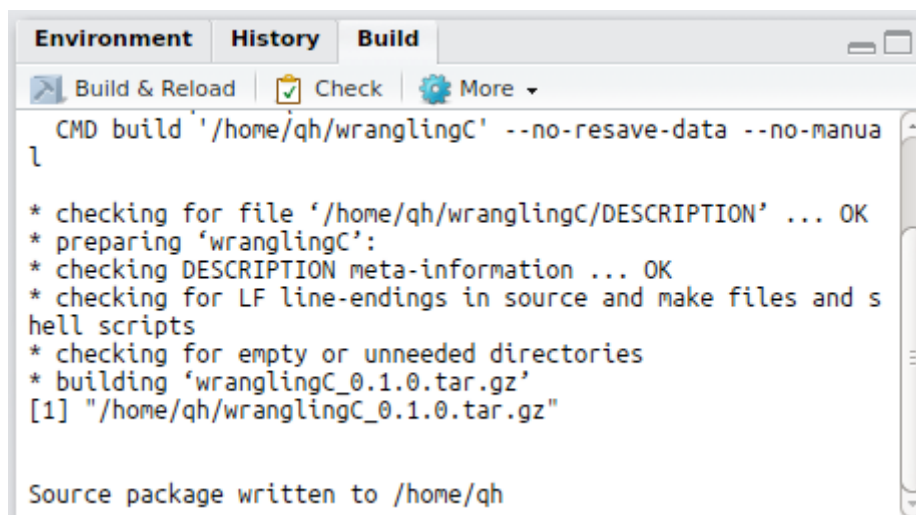 Environment History Build
Build & Reload Check More
CMD build '/home/qh/wranglingC' --no-resave-data --no-manua
l
* checking for file ‘/home/qh/wranglingC/DESCRIPTION’ ... OK
* preparing ‘wranglingC’:
* checking DESCRIPTION meta-information ... OK
* checking for LF line-endings in source and make files and s
hell scripts
* checking for empty or unneeded directories
* building ‘wranglingC_0.1.0.tar.gz’
[1] "/home/qh/wranglingC_0.1.0.tar.gz"
Source package written to /home/qh